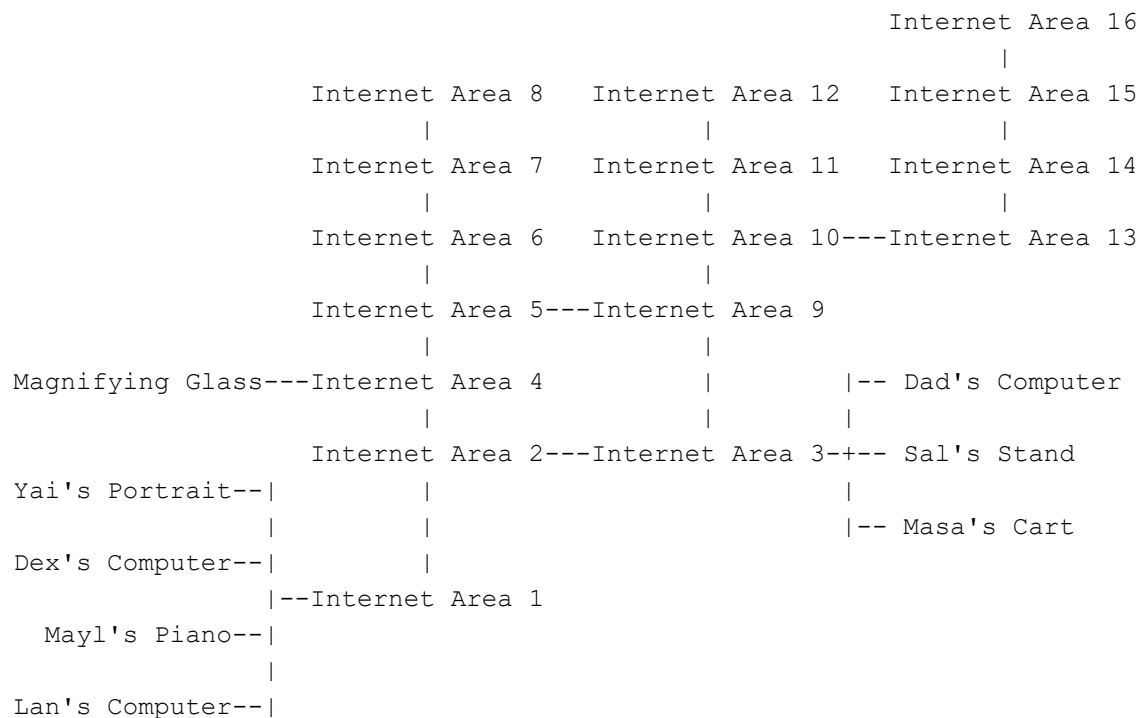 Internet Area 16
|
Internet Area 8   Internet Area 12   Internet Area 15
|                 |                  |
Internet Area 7   Internet Area 11   Internet Area 14
|                 |                  |
Internet Area 6   Internet Area 10---Internet Area 13
|                 |
Internet Area 5---Internet Area 9
|                 |
Magnifying Glass---Internet Area 4          |        |-- Dad's Computer
|                 |        |
Internet Area 2---Internet Area 3-+-- Sal's Stand
Yai's Portrait--|         |                          |
|         |                          |-- Masa's Cart
Dex's Computer--|         |
|--Internet Area 1
Mayl's Piano--|
|
Lan's Computer--|